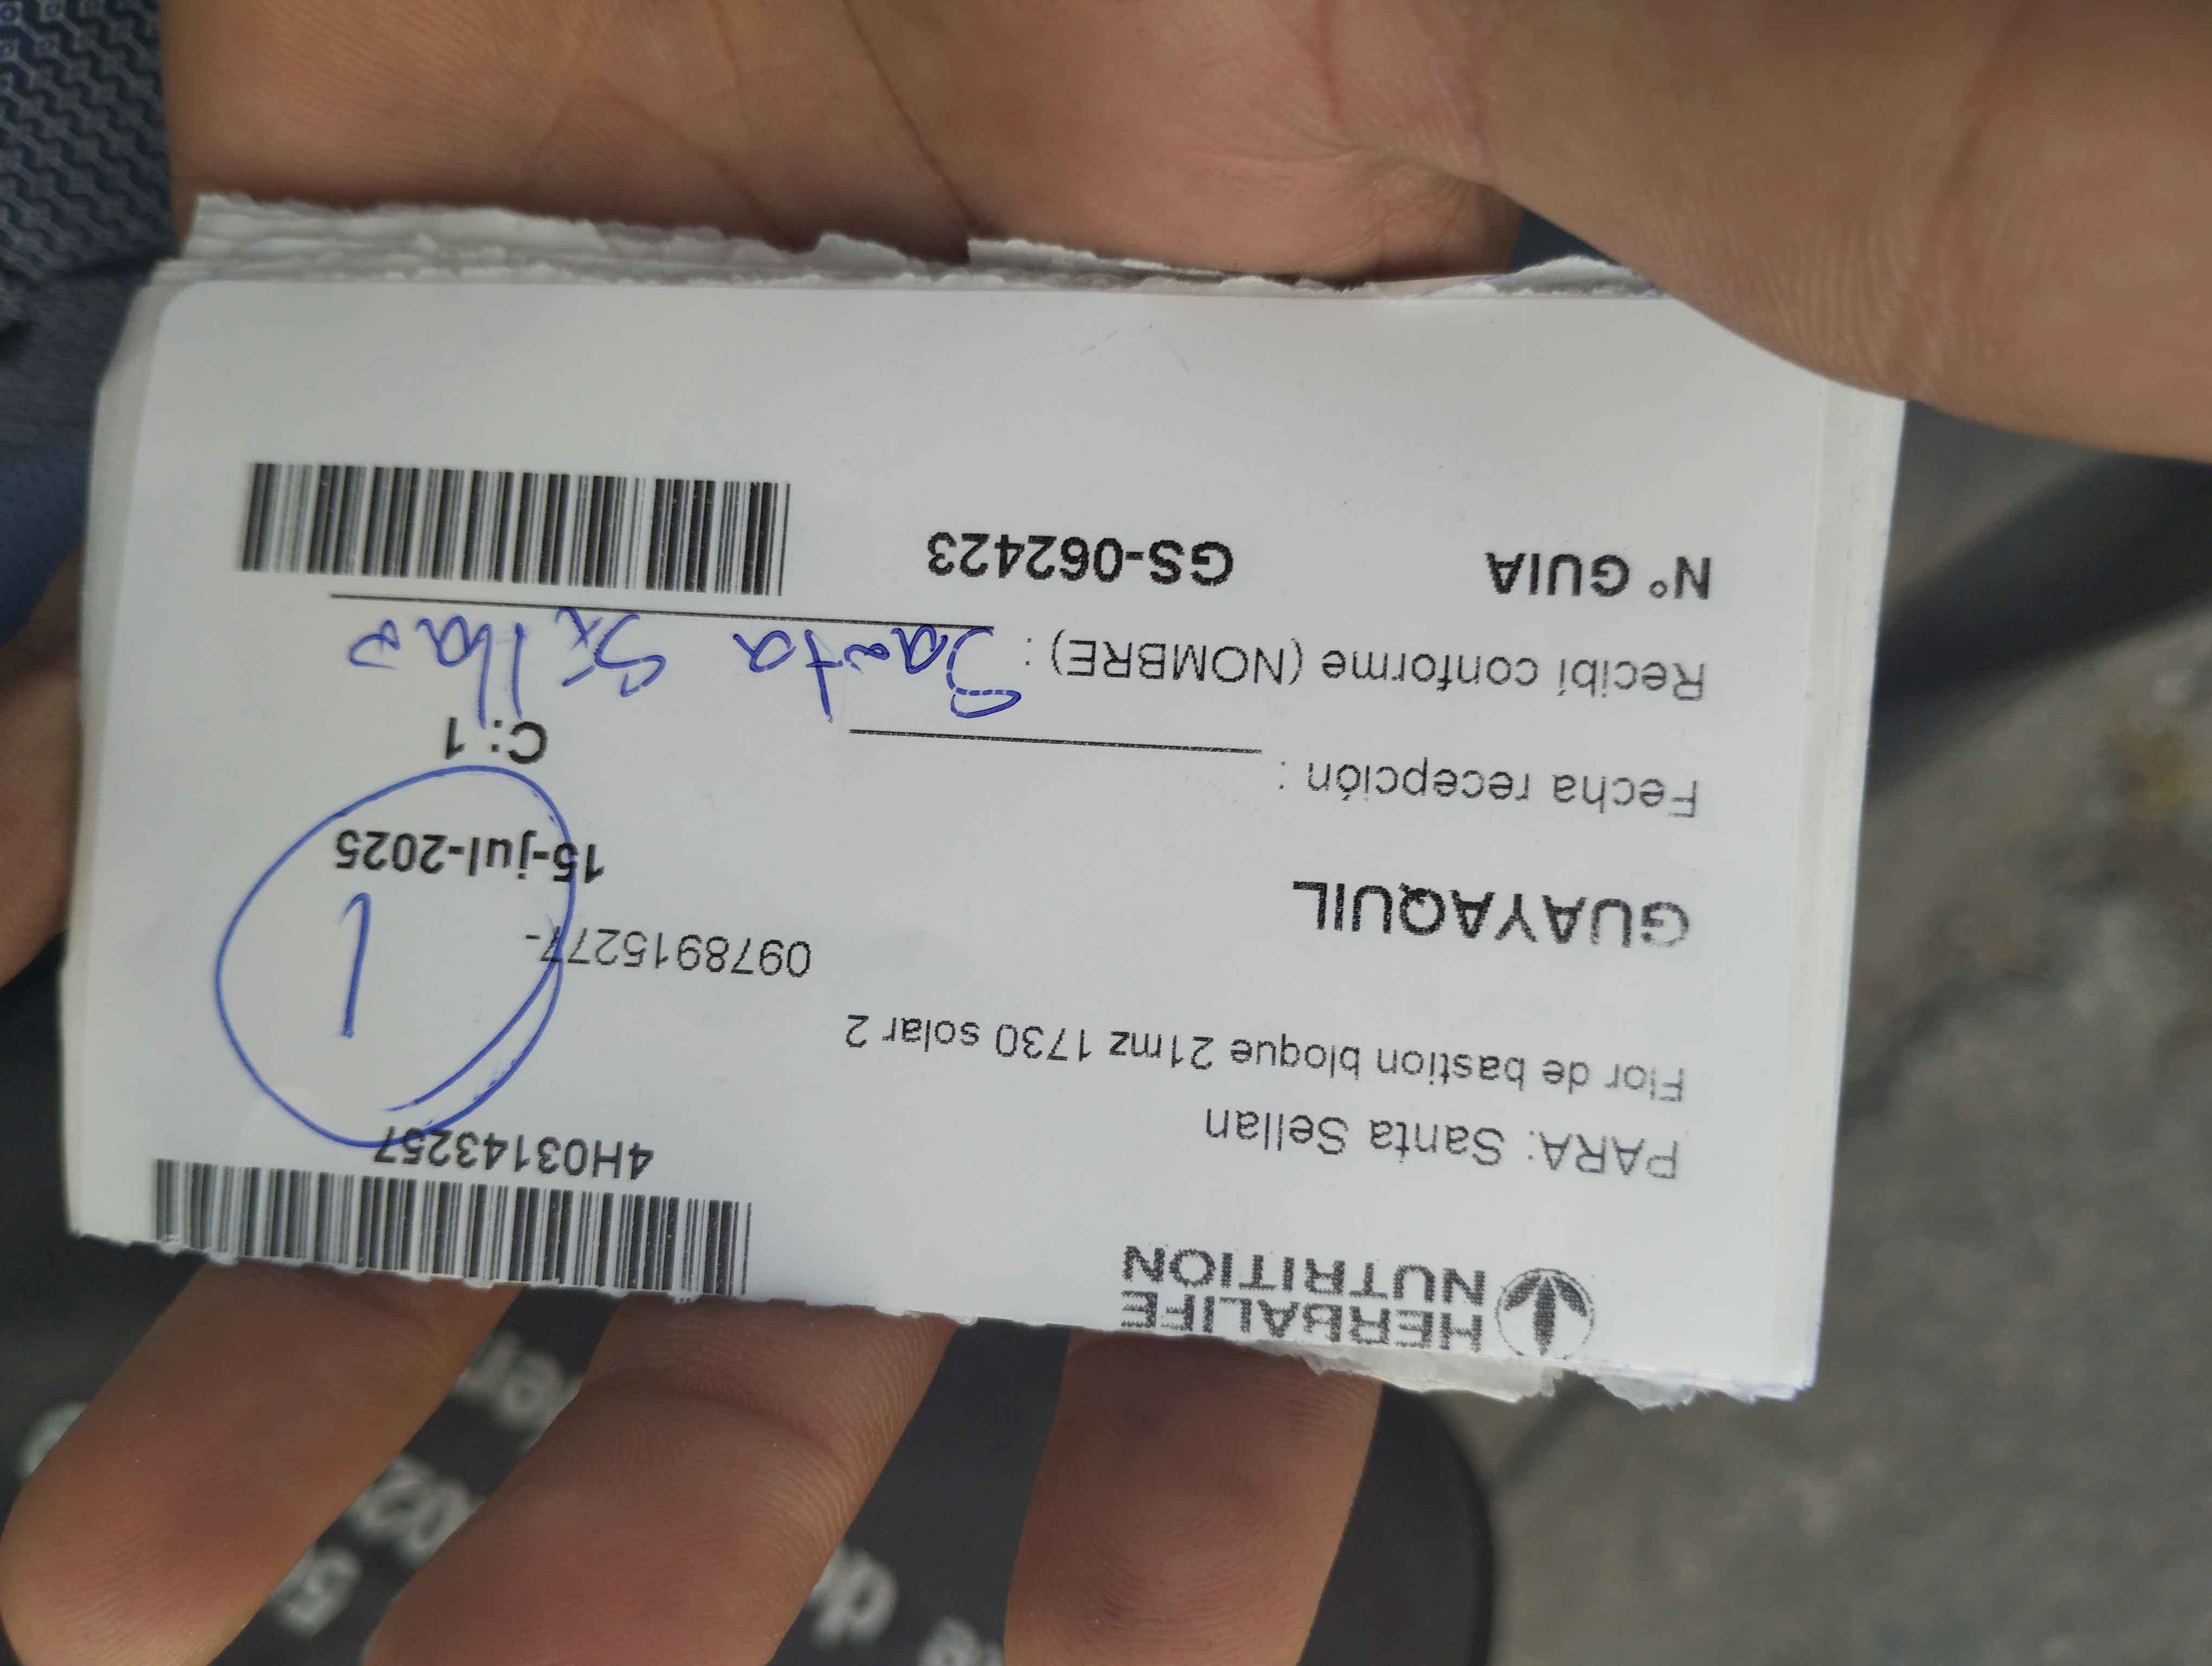 HERBALIFE
NUTRITION
4H03143257
PARA: Santa Sellan
Flor de bastion bloque 21mz 1730 solar 2
0978915277-
GUAYAQUIL
15-jul-2025
1
C: 1
Fecha recepción :
Recibí conforme (NOMBRE) : Santa
N° GUIA GS-062423